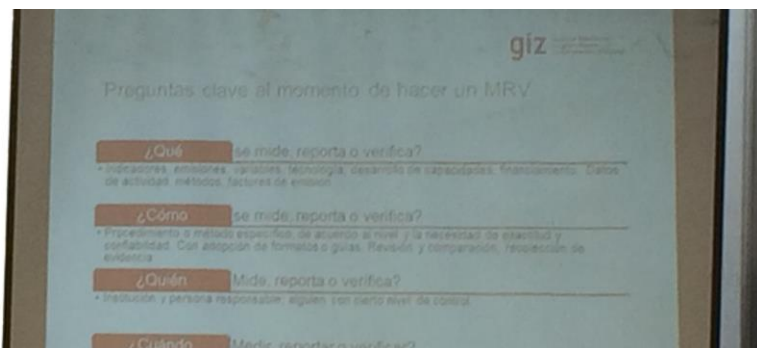 giz
Preguntas clave al momento de hacer un MRV
¿Qué se mide, reporta o verifica?
• Indicadores, emisiones, variables, tecnología, desarrollo de capacidades, financiamiento. Datos
de actividad, métodos, factores de emisión
¿Cómo se mide, reporta o verifica?
• Procedimiento o método específico, de acuerdo al nivel y la necesidad de exactitud y
confiabilidad. Con adopción de formatos o guías. Revisión y comparación, recolección de
evidencia
¿Quién Mide, reporta o verifica?
• Institución y persona responsable, alguien con cierto nivel de control
¿Cuándo Medir, reportar o verificar?